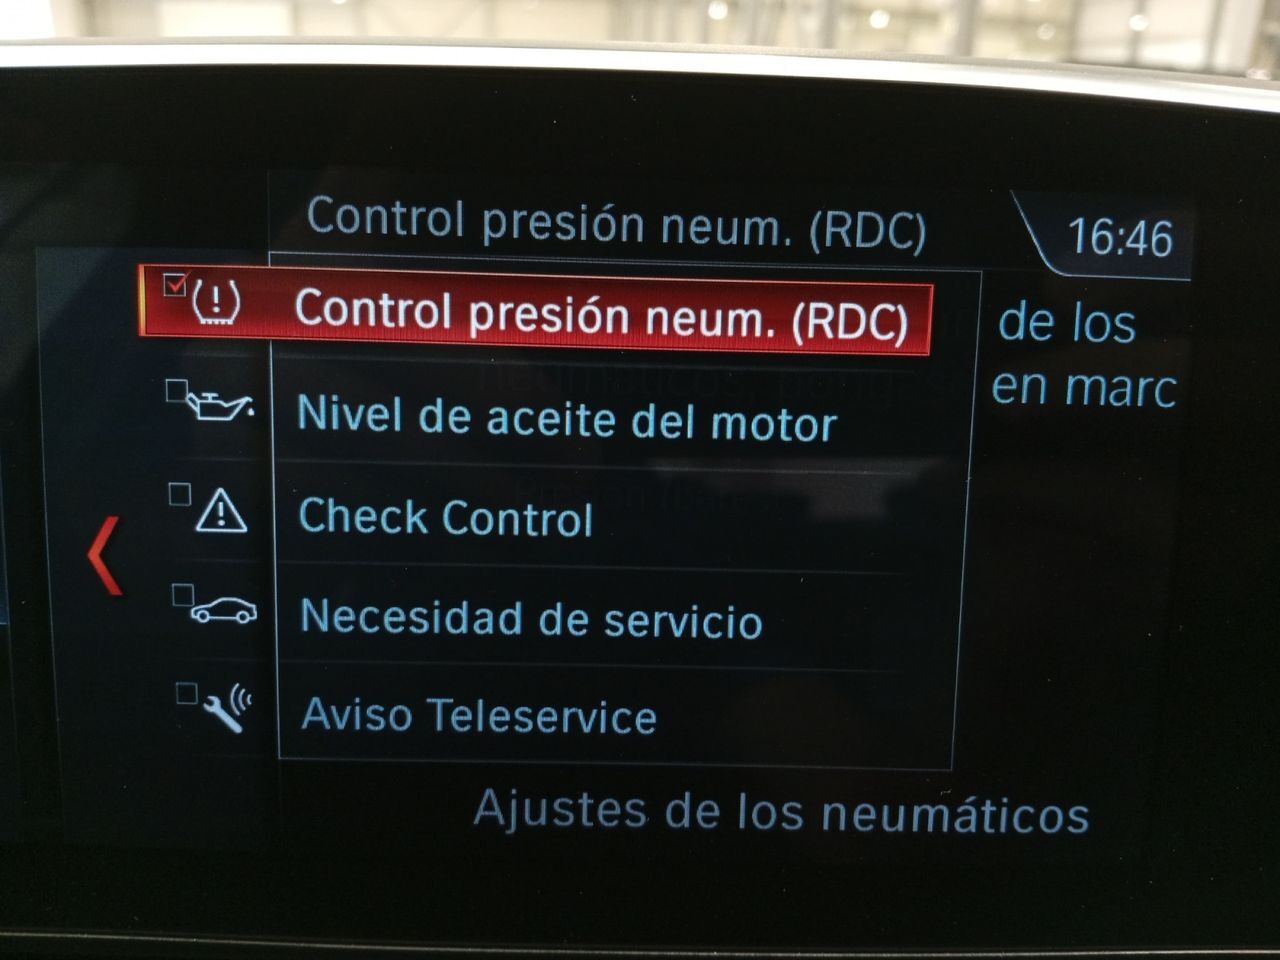 Control presión neum. (RDC)
16:46
Control presión neum. (RDC)
de los
en marc
Nivel de aceite del motor
Check Control
Necesidad de servicio
Aviso Teleservice
Ajustes de los neumáticos